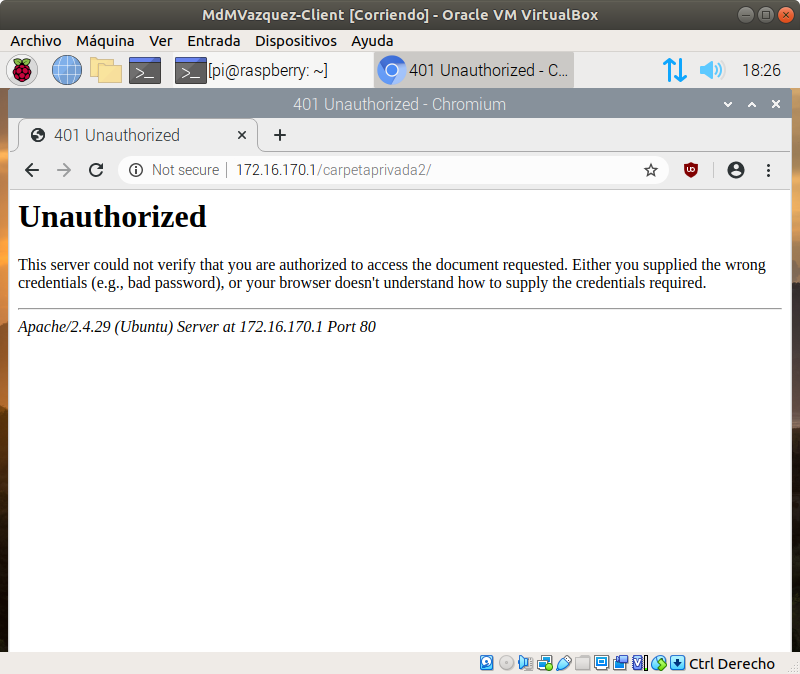 MdMVazquez-Client [Corriendo] - Oracle VM VirtualBox
Archivo Máquina Ver Entrada Dispositivos Ayuda
[pi@raspberry: ~] 401 Unauthorized - C... 18:26
401 Unauthorized - Chromium
401 Unauthorized
Not secure 172.16.170.1/carpetaprivada2/
Unauthorized
This server could not verify that you are authorized to access the document requested. Either you supplied the wrong
credentials (e.g., bad password), or your browser doesn't understand how to supply the credentials required.
Apache/2.4.29 (Ubuntu) Server at 172.16.170.1 Port 80
Ctrl Derecho